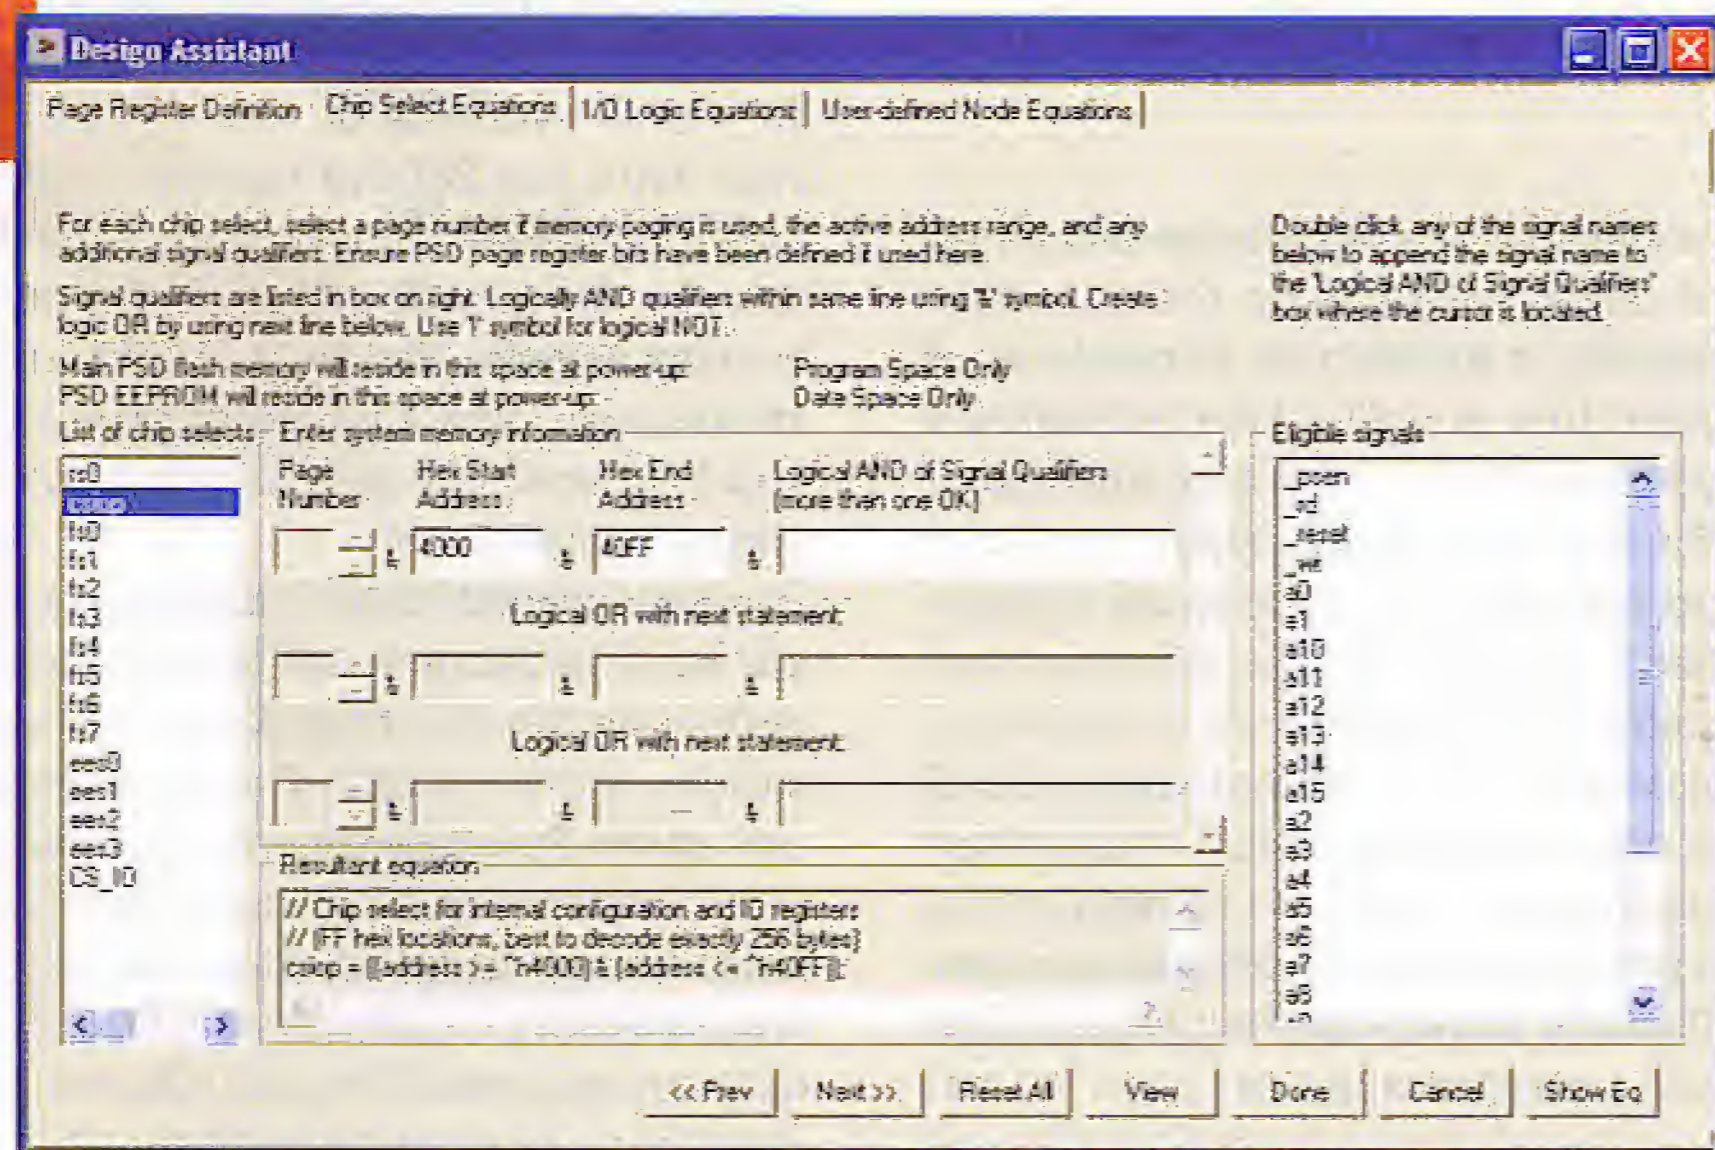 Design Assistant
Page Register Definition
Chip Select Equations
I/O Logic Equations
User-defined Node Equations
For each chip select, select a page number if memory paging is used, the active address range, and any
additional signal qualifiers. Ensure PSD page register bits have been defined if used here.
Signal qualifiers are listed in box on right. Logically AND qualifiers within same line using '&' symbol. Create
logic OR by using next line below. Use '!' symbol for logical NOT.
Main PSD flash memory will reside in this space at power-up: Program Space Only
PSD EEPROM will reside in this space at power-up: Data Space Only
Double click any of the signal names
below to append the signal name to
the 'Logical AND of Signal Qualifiers'
box where the cursor is located.
List of chip selects
rs0
csiop
fs0
fs1
fs2
fs3
fs4
fs5
fs6
fs7
ees0
ees1
ees2
ees3
CS_IO
Enter system memory information
Page
Number
Hex Start
Address
Hex End
Address
Logical AND of Signal Qualifiers
(more than one OK)
& 4000 & 40FF &
Logical OR with next statement:
& & &
Logical OR with next statement:
& & &
Resultant equation
// Chip select for internal configuration and IO registers
// (FF hex locations, best to decode exactly 256 bytes)
csiop = ((address >= ^h4000) & (address <= ^h40FF));
Eligible signals
_psen
_rd
_reset
_wr
a0
a1
a10
a11
a12
a13
a14
a15
a2
a3
a4
a5
a6
a7
a8
a9
<< Prev
Next >>
Reset All
View
Done
Cancel
Show Eq